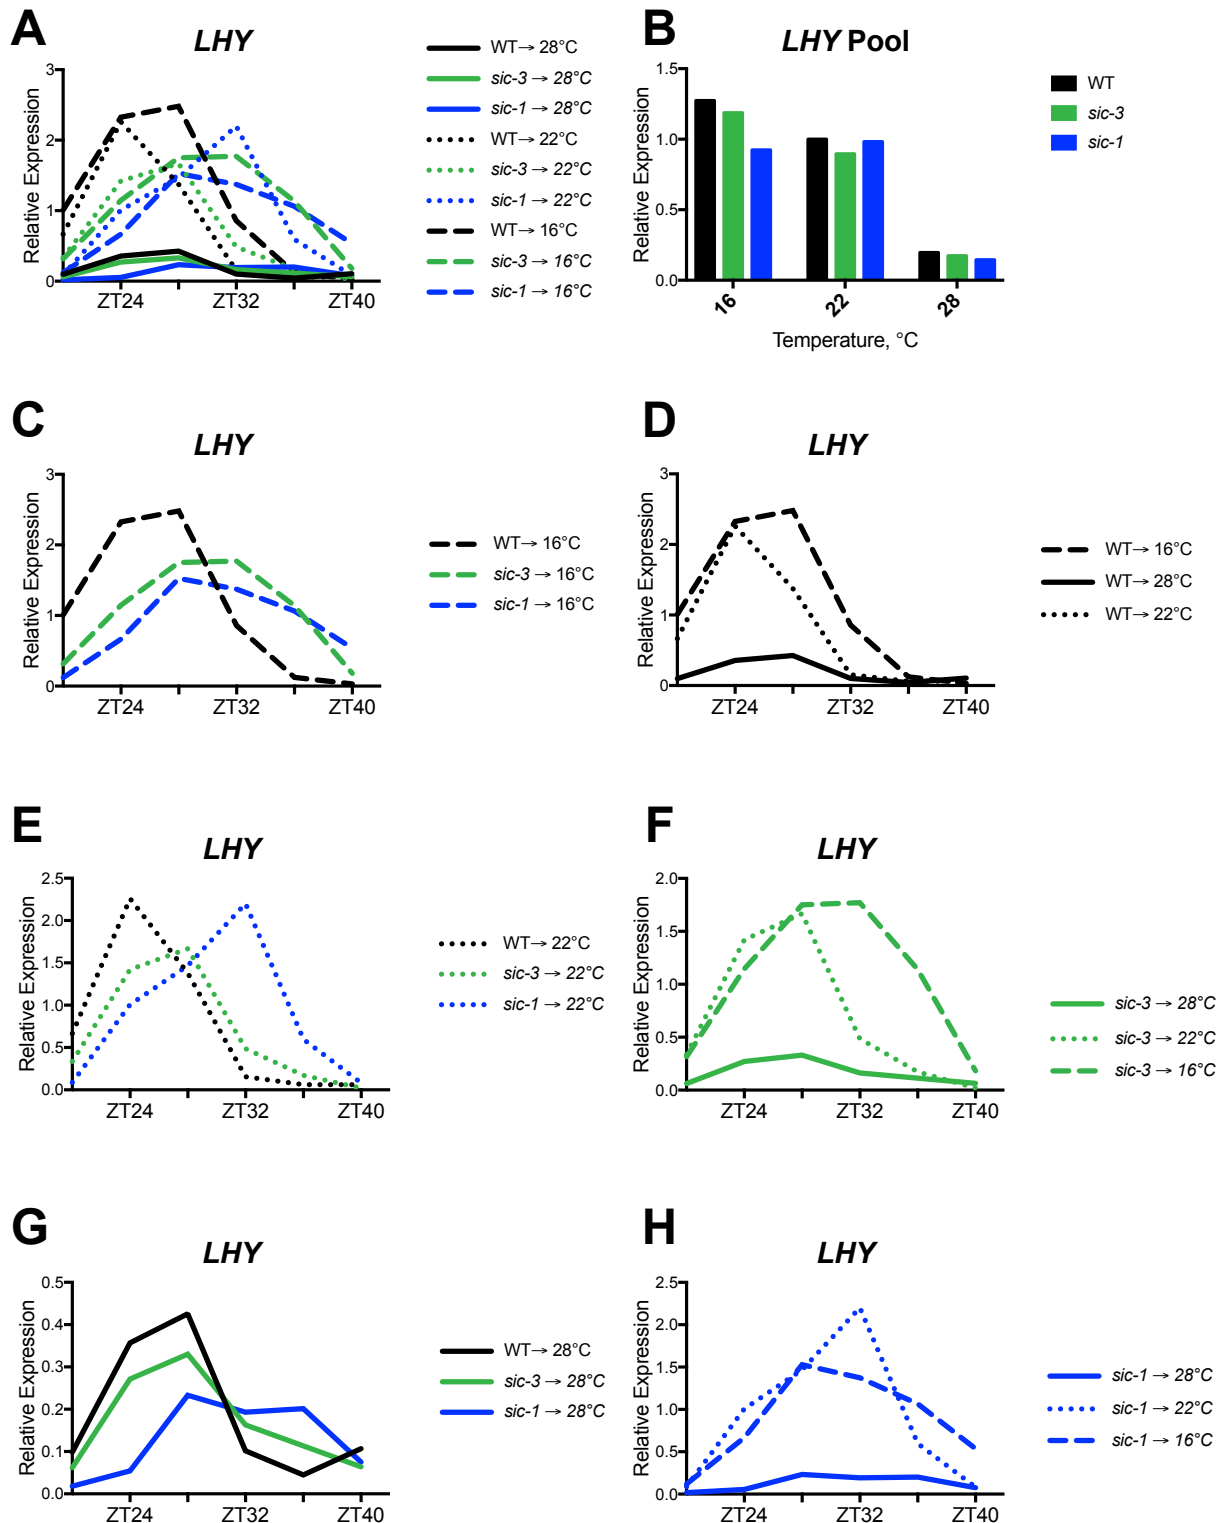 A
LHY
Relative Expression
3
2
1
0
ZT24
ZT32
ZT40
WT→ 28°C
sic-3 → 28°C
sic-1 → 28°C
WT→ 22°C
sic-3 → 22°C
sic-1 → 22°C
WT→ 16°C
sic-3 → 16°C
sic-1 → 16°C
B
LHY Pool
Relative Expression
1.5
1.0
0.5
0.0
16
22
28
Temperature, °C
WT
sic-3
sic-1
C
LHY
Relative Expression
3
2
1
0
ZT24
ZT32
ZT40
WT→ 16°C
sic-3 → 16°C
sic-1 → 16°C
D
LHY
Relative Expression
3
2
1
0
ZT24
ZT32
ZT40
WT→ 16°C
WT→ 28°C
WT→ 22°C
E
LHY
Relative Expression
2.5
2.0
1.5
1.0
0.5
0.0
ZT24
ZT32
ZT40
WT→ 22°C
sic-3 → 22°C
sic-1 → 22°C
F
LHY
Relative Expression
2.0
1.5
1.0
0.5
0.0
ZT24
ZT32
ZT40
sic-3 → 28°C
sic-3 → 22°C
sic-3 → 16°C
G
LHY
Relative Expression
0.5
0.4
0.3
0.2
0.1
0.0
ZT24
ZT32
ZT40
WT→ 28°C
sic-3 → 28°C
sic-1 → 28°C
H
LHY
Relative Expression
2.5
2.0
1.5
1.0
0.5
0.0
ZT24
ZT32
ZT40
sic-1 → 28°C
sic-1 → 22°C
sic-1 → 16°C